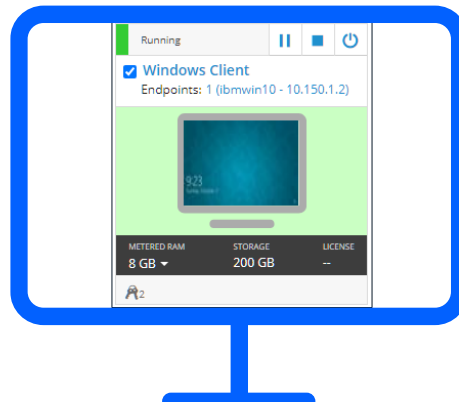 Running
Windows Client
Endpoints: 1 (ibmwin10 - 10.150.1.2)
9:23
METERED RAM STORAGE LICENSE
8 GB 200 GB --
2